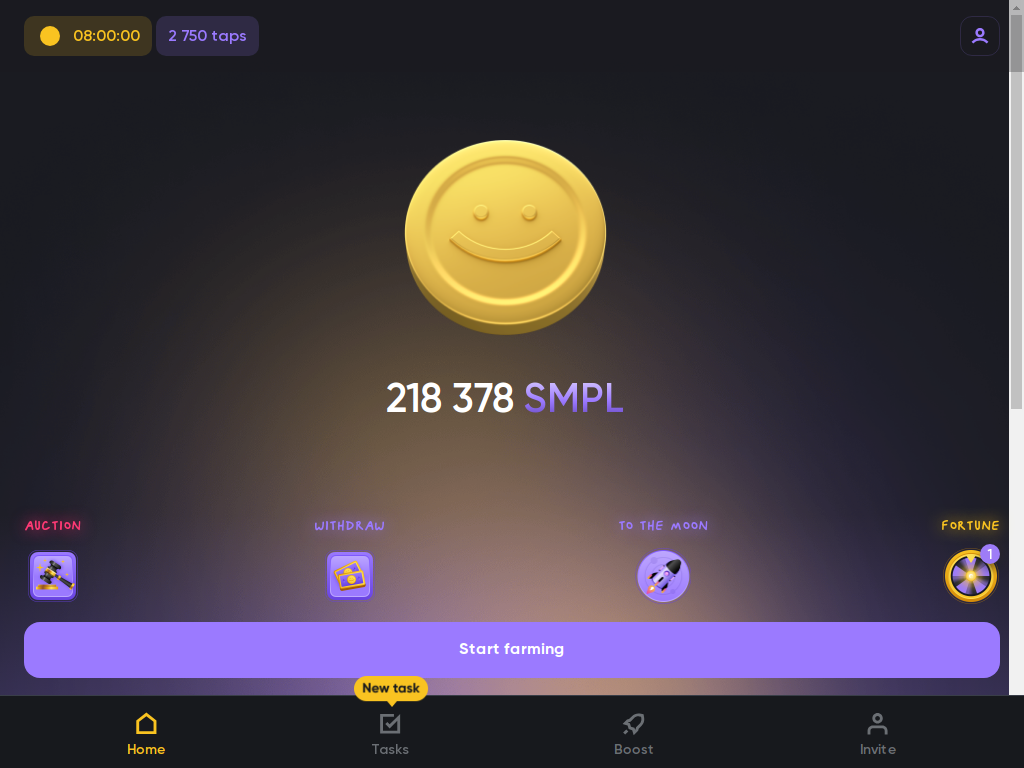 08:00:00
2 750 taps
218 378 SMPL
AUCTION
WITHDRAW
TO THE MOON
FORTUNE
1
Start farming
New task
Home
Tasks
Boost
Invite